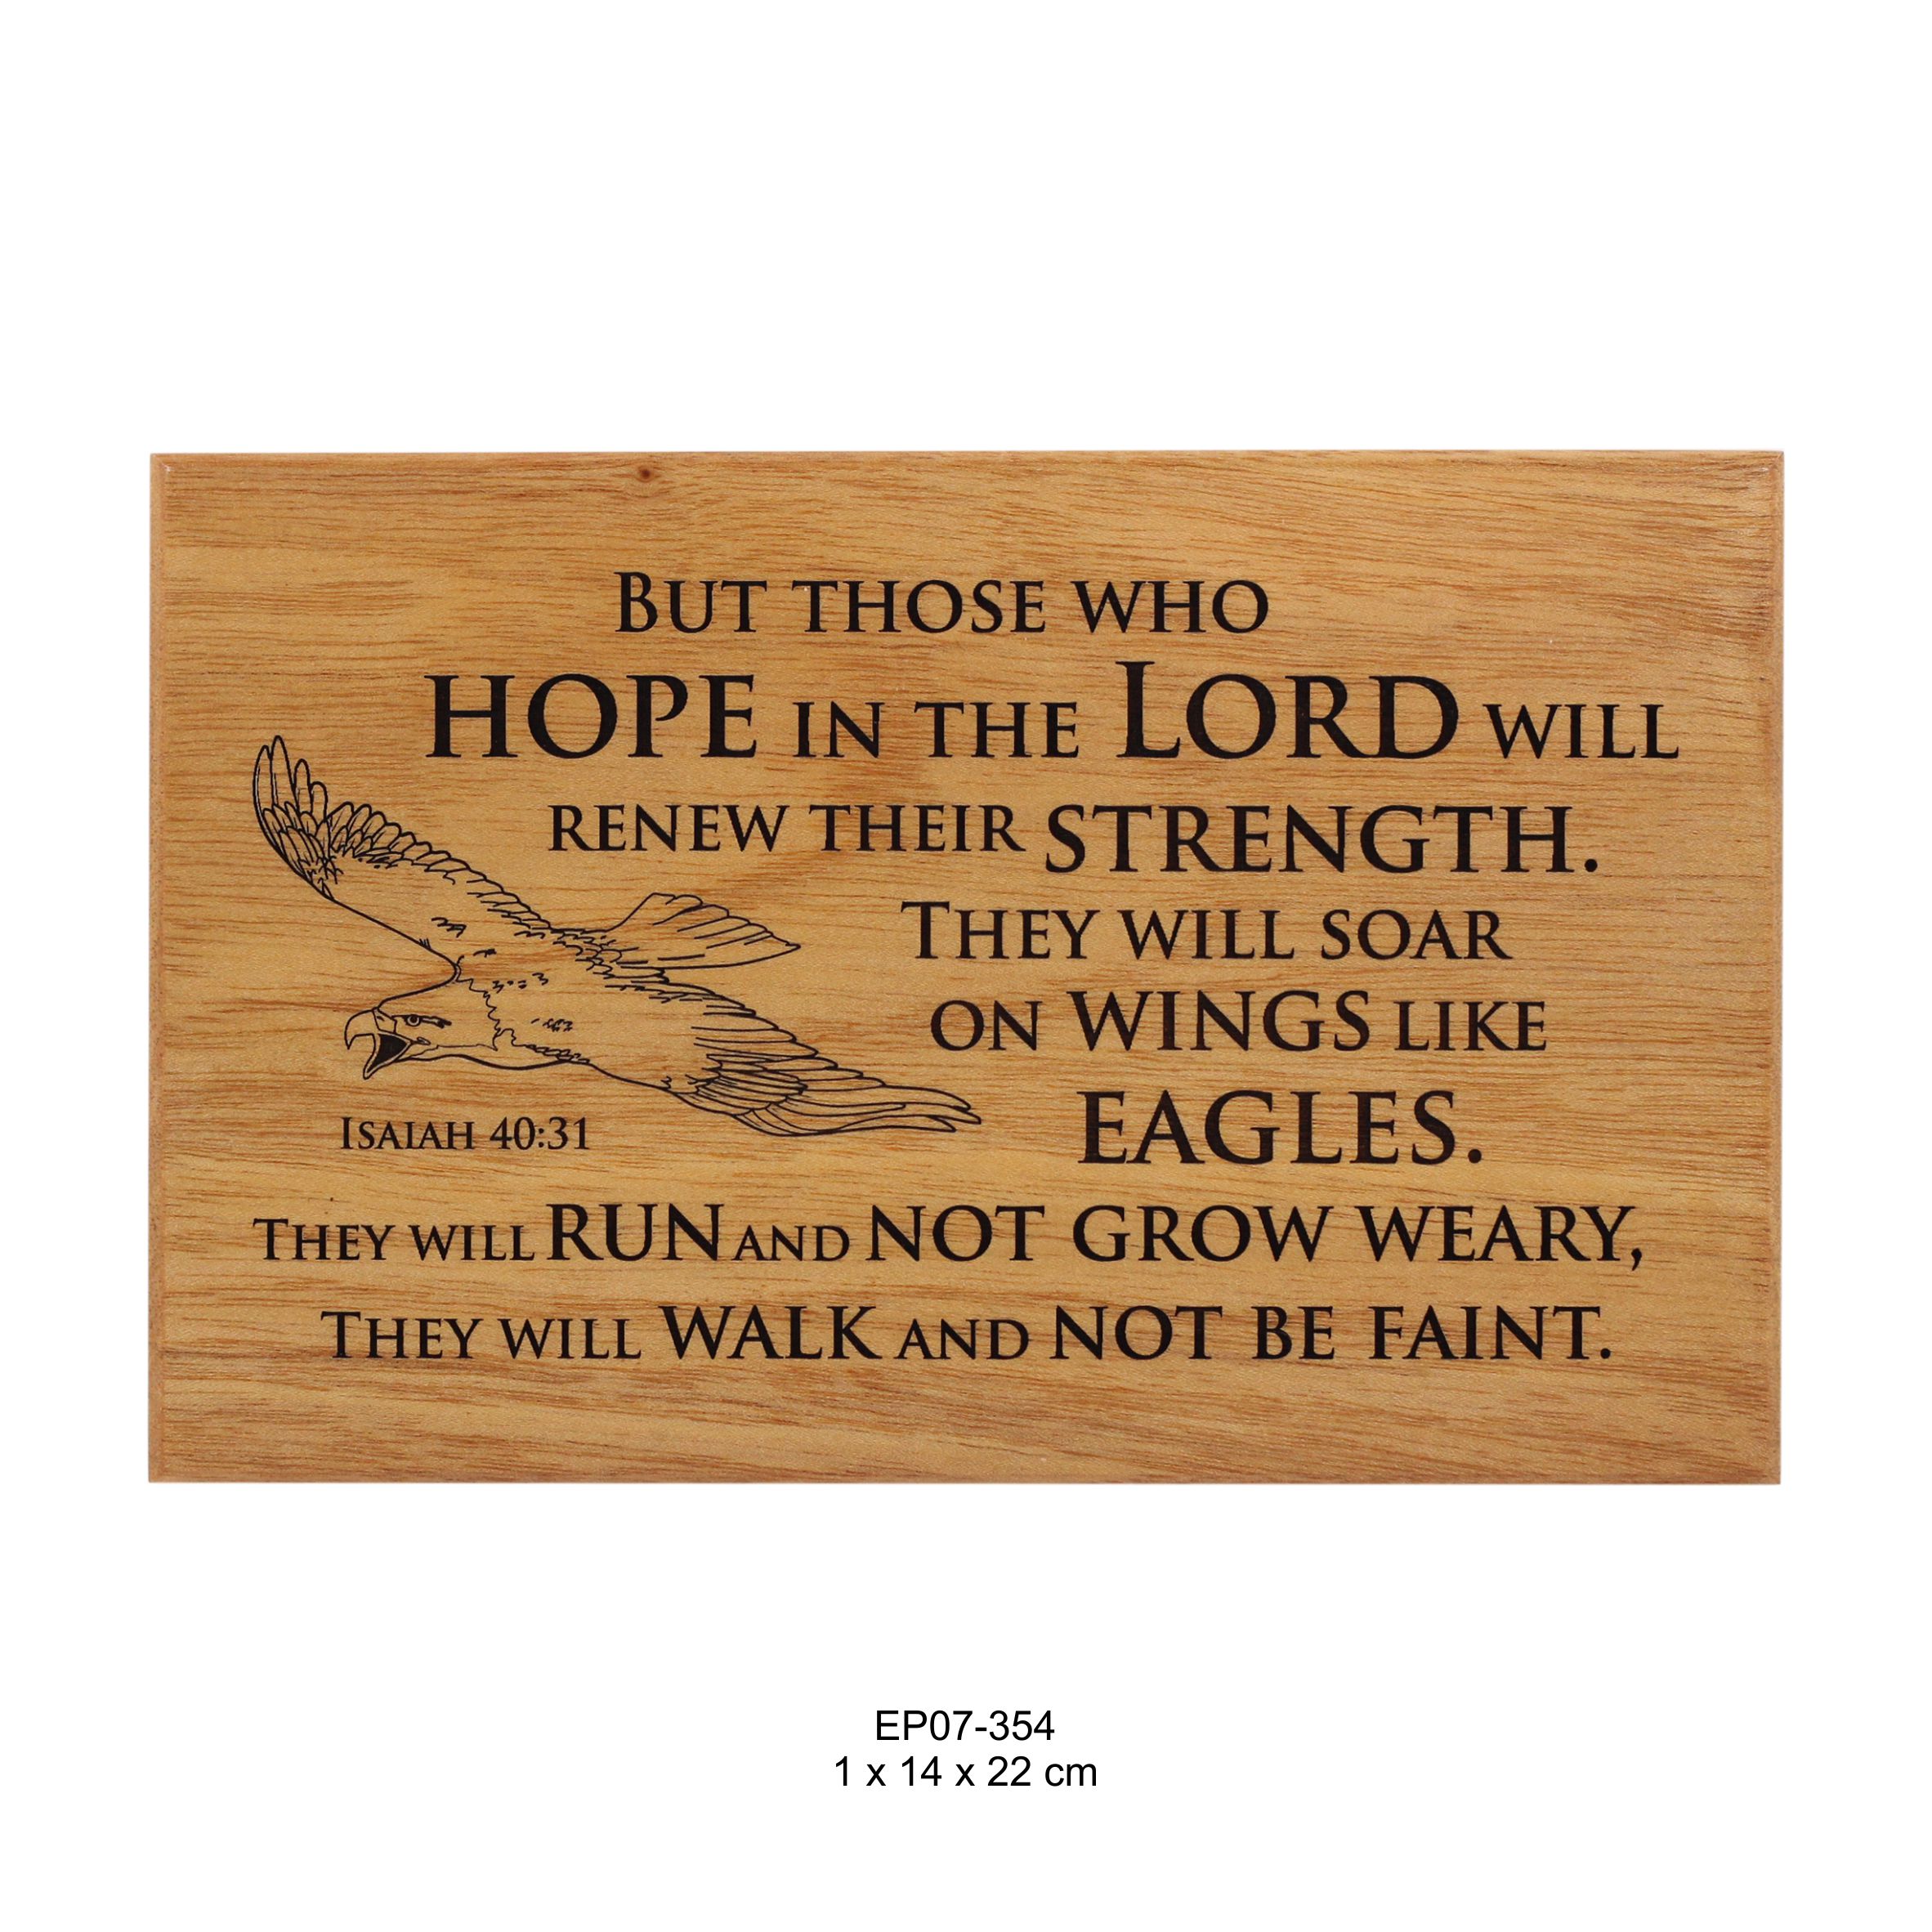 But those who
HOPE in the Lord will
renew their STRENGTH.
They will soar
on WINGS like
EAGLES.
Isaiah 40:31
They will RUN and NOT GROW WEARY,
They will WALK and NOT BE FAINT.
EP07-354
1 x 14 x 22 cm